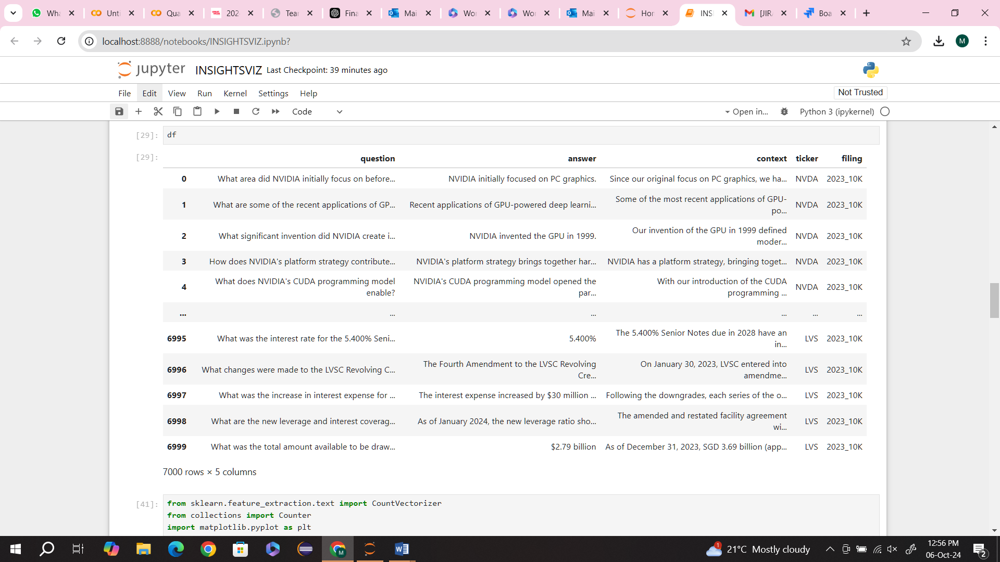 Wha
Unti
Qua
202
Tear
Fina
Mai
Wor
Wor
Mai
Hor
INSI
[JIR
Boa
localhost:8888/notebooks/INSIGHTSVIZ.ipynb?
M
jupyter INSIGHTSVIZ Last Checkpoint: 39 minutes ago
File Edit View Run Kernel Settings Help Not Trusted
Code Open in... Python 3 (ipykernel)
[29]: df
[29]: question answer context ticker filing
0 What area did NVIDIA initially focus on before... NVIDIA initially focused on PC graphics. Since our original focus on PC graphics, we ha... NVDA 2023_10K
1 What are some of the recent applications of GP... Recent applications of GPU-powered deep learni... Some of the most recent applications of GPU-
po... NVDA 2023_10K
2 What significant invention did NVIDIA create i... NVIDIA invented the GPU in 1999. Our invention of the GPU in 1999 defined
moder... NVDA 2023_10K
3 How does NVIDIA's platform strategy contribute... NVIDIA's platform strategy brings together har... NVIDIA has a platform strategy, bringing toget... NVDA 2023_10K
4 What does NVIDIA's CUDA programming model NVIDIA's CUDA programming model opened the With our introduction of the CUDA
enable? par... programming ... NVDA 2023_10K
... ... ... ... ... ...
6995 What was the interest rate for the 5.400% Seni... 5.400% The 5.400% Senior Notes due in 2028 have an
in... LVS 2023_10K
6996 What changes were made to the LVSC Revolving C... The Fourth Amendment to the LVSC Revolving On January 30, 2023, LVSC entered into
Cre... amendme... LVS 2023_10K
6997 What was the increase in interest expense for ... The interest expense increased by $30 million ... Following the downgrades, each series of the o... LVS 2023_10K
6998 What are the new leverage and interest coverag... As of January 2024, the new leverage ratio sho... The amended and restated facility agreement
wi... LVS 2023_10K
6999 What was the total amount available to be draw... $2.79 billion As of December 31, 2023, SGD 3.69 billion (app... LVS 2023_10K
7000 rows × 5 columns
[41]: from sklearn.feature_extraction.text import CountVectorizer
from collections import Counter
import matplotlib.pyplot as plt
1 21°C Mostly cloudy
12:56 PM
06-Oct-24
2